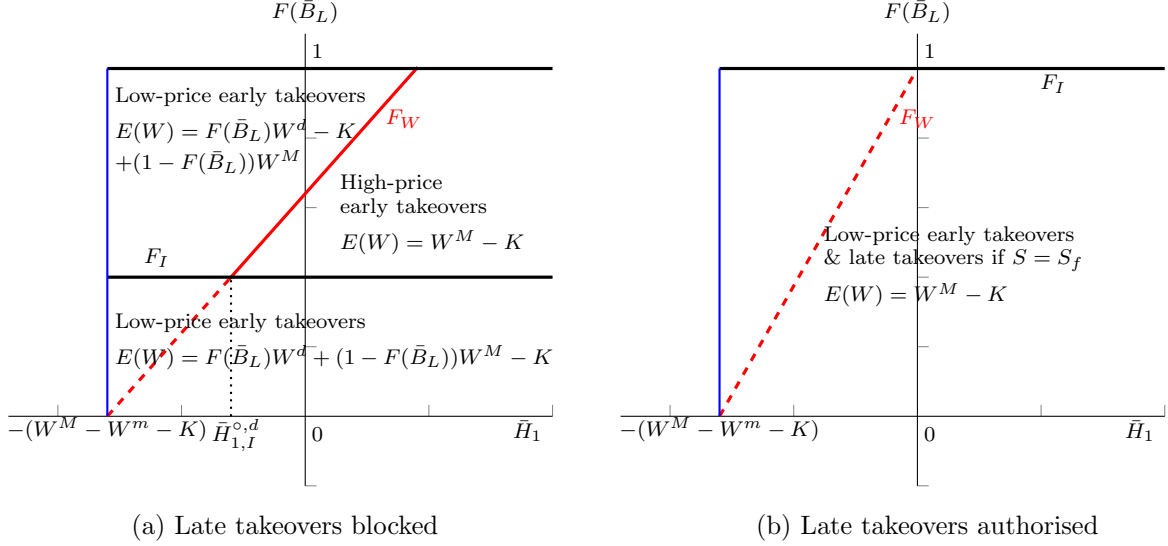 F(B̄_L)
1
Low-price early takeovers
E(W) = F(B̄_L)W^d − K
+(1 − F(B̄_L))W^M
F_W
High-price
early takeovers
E(W) = W^M − K
F_I
Low-price early takeovers
E(W) = F(B̄_L)W^d + (1 − F(B̄_L))W^M − K
−(W^M − W^m − K)
H̄_{1,I}^{∘,d}
0
H̄_1
(a) Late takeovers blocked
F(B̄_L)
1
F_I
F_W
Low-price early takeovers
& late takeovers if S = S_f
E(W) = W^M − K
−(W^M − W^m − K)
0
H̄_1
(b) Late takeovers authorised